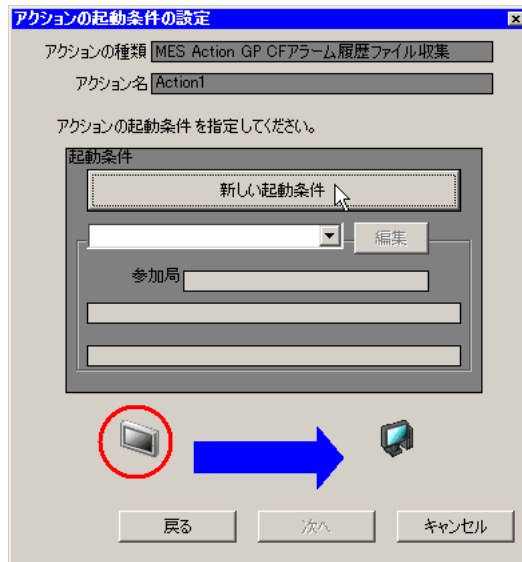 アクションの起動条件の設定
アクションの種類 MES Action GP CFアラーム履歴ファイル収集
アクション名 Action1
アクションの起動条件を指定してください。
起動条件
新しい起動条件
編集
参加局
戻る 次へ キャンセル